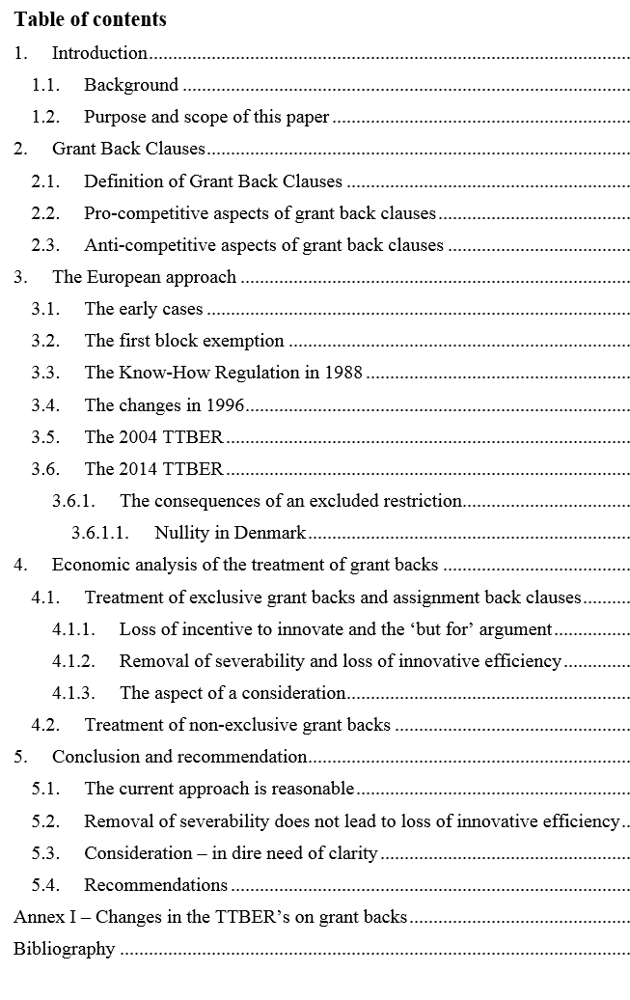 Table of contents
1. Introduction
1.1. Background
1.2. Purpose and scope of this paper
2. Grant Back Clauses
2.1. Definition of Grant Back Clauses
2.2. Pro-competitive aspects of grant back clauses
2.3. Anti-competitive aspects of grant back clauses
3. The European approach
3.1. The early cases
3.2. The first block exemption
3.3. The Know-How Regulation in 1988
3.4. The changes in 1996
3.5. The 2004 TTBER
3.6. The 2014 TTBER
3.6.1. The consequences of an excluded restriction
3.6.1.1. Nullity in Denmark
4. Economic analysis of the treatment of grant backs
4.1. Treatment of exclusive grant backs and assignment back clauses
4.1.1. Loss of incentive to innovate and the ‘but for’ argument
4.1.2. Removal of severability and loss of innovative efficiency
4.1.3. The aspect of a consideration
4.2. Treatment of non-exclusive grant backs
5. Conclusion and recommendation
5.1. The current approach is reasonable
5.2. Removal of severability does not lead to loss of innovative efficiency
5.3. Consideration – in dire need of clarity
5.4. Recommendations
Annex I – Changes in the TTBER’s on grant backs
Bibliography